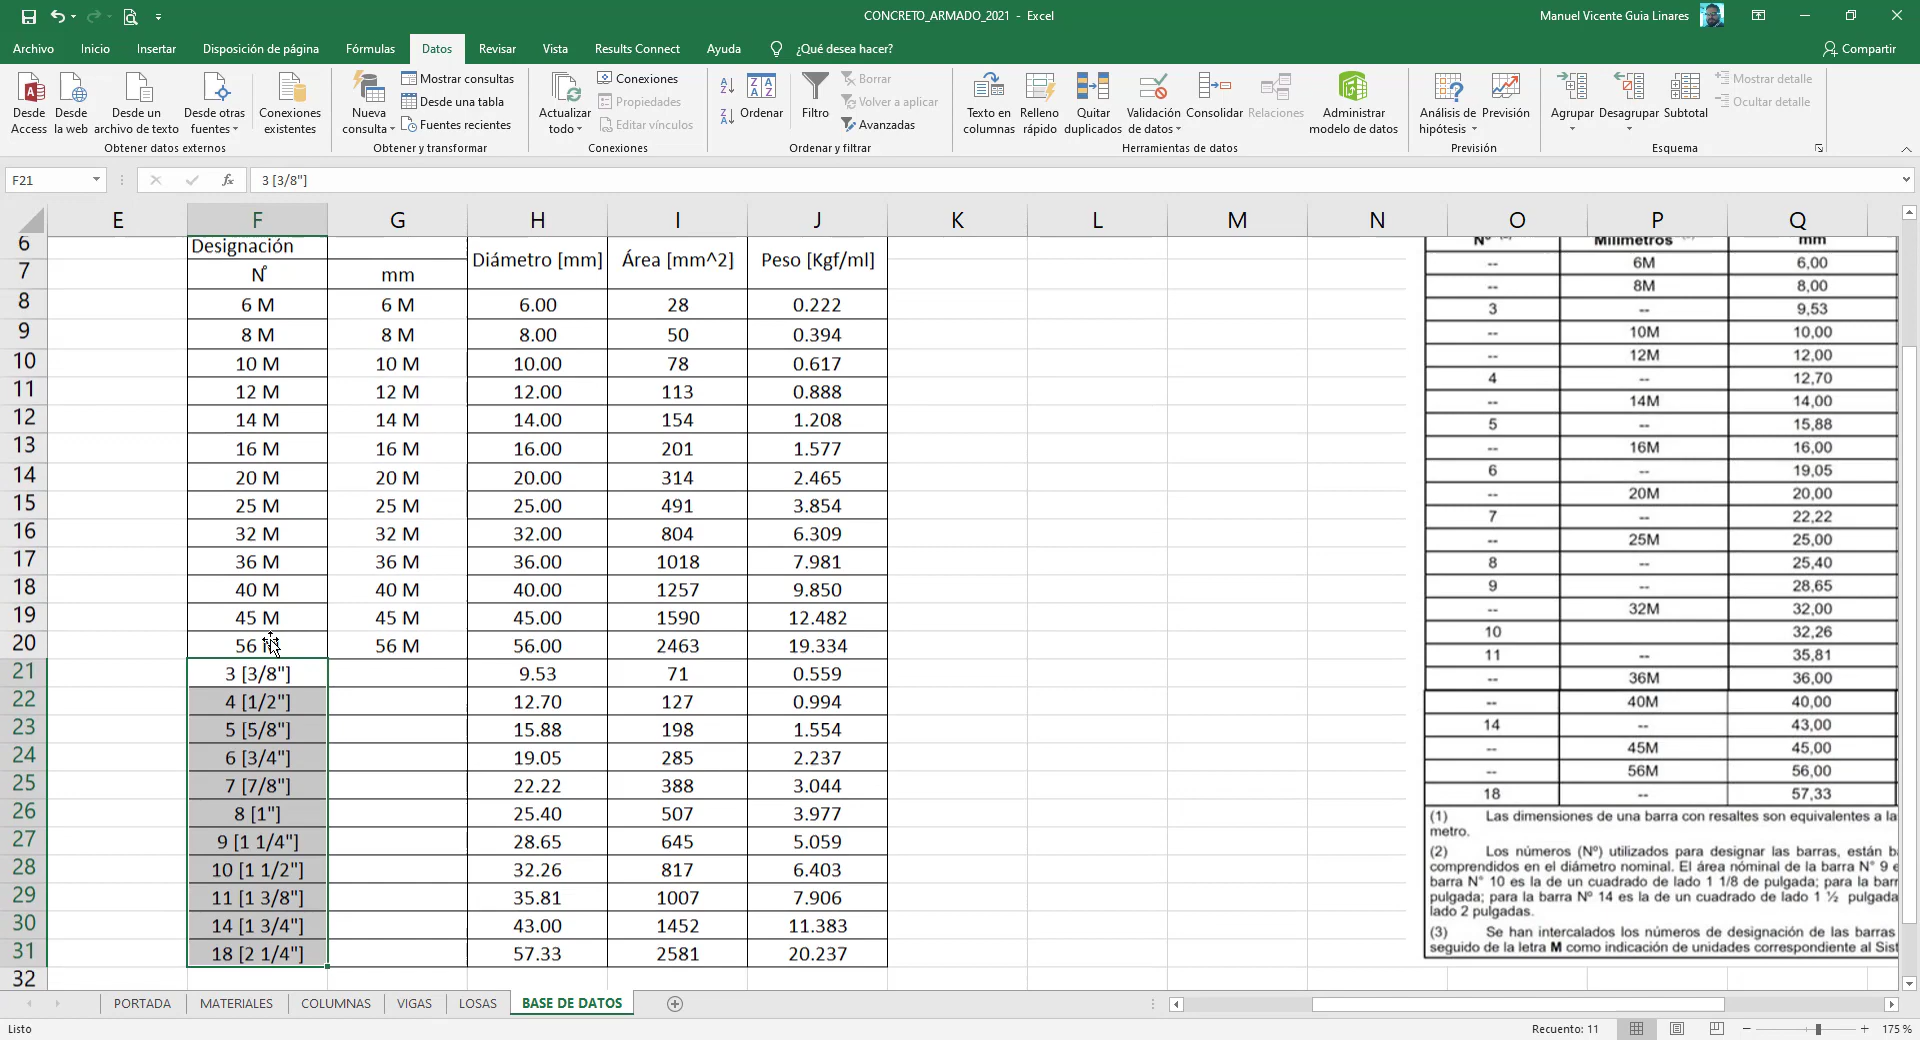 CONCRETO_ARMADO_2021 - Excel
Manuel Vicente Guia Linares
Archivo Inicio Insertar Disposición de página Fórmulas Datos Revisar Vista Results Connect Ayuda ¿Qué desea hacer? Compartir
Desde Access
Desde la web
Desde un archivo de texto
Desde otras fuentes
Conexiones existentes
Obtener datos externos
Nueva consulta
Mostrar consultas
Desde una tabla
Fuentes recientes
Obtener y transformar
Actualizar todo
Conexiones
Propiedades
Editar vínculos
Conexiones
Ordenar
Filtro
Borrar
Volver a aplicar
Avanzadas
Ordenar y filtrar
Texto en columnas
Relleno rápido
Quitar duplicados
Validación de datos
Consolidar
Relaciones
Administrar modelo de datos
Herramientas de datos
Análisis de hipótesis
Previsión
Previsión
Agrupar
Desagrupar
Subtotal
Mostrar detalle
Ocultar detalle
Esquema
F21 fx 3 [3/8"]
E F G H I J K L M N O P Q
6 Designación Diámetro [mm] Área [mm^2] Peso [Kgf/ml]
7 N° mm
8 6 M 6 M 6.00 28 0.222
9 8 M 8 M 8.00 50 0.394
10 10 M 10 M 10.00 78 0.617
11 12 M 12 M 12.00 113 0.888
12 14 M 14 M 14.00 154 1.208
13 16 M 16 M 16.00 201 1.577
14 20 M 20 M 20.00 314 2.465
15 25 M 25 M 25.00 491 3.854
16 32 M 32 M 32.00 804 6.309
17 36 M 36 M 36.00 1018 7.981
18 40 M 40 M 40.00 1257 9.850
19 45 M 45 M 45.00 1590 12.482
20 56 M 56 M 56.00 2463 19.334
21 3 [3/8"] 9.53 71 0.559
22 4 [1/2"] 12.70 127 0.994
23 5 [5/8"] 15.88 198 1.554
24 6 [3/4"] 19.05 285 2.237
25 7 [7/8"] 22.22 388 3.044
26 8 [1"] 25.40 507 3.977
27 9 [1 1/4"] 28.65 645 5.059
28 10 [1 1/2"] 32.26 817 6.403
29 11 [1 3/8"] 35.81 1007 7.906
30 14 [1 3/4"] 43.00 1452 11.383
31 18 [2 1/4"] 57.33 2581 20.237
32
Nº Milímetros mm
-- 6M 6,00
-- 8M 8,00
3 -- 9,53
-- 10M 10,00
-- 12M 12,00
4 -- 12,70
-- 14M 14,00
5 -- 15,88
-- 16M 16,00
6 -- 19,05
-- 20M 20,00
7 -- 22,22
-- 25M 25,00
8 -- 25,40
9 -- 28,65
-- 32M 32,00
10 32,26
11 -- 35,81
-- 36M 36,00
-- 40M 40,00
14 -- 43,00
-- 45M 45,00
-- 56M 56,00
18 -- 57,33
(1) Las dimensiones de una barra con resaltes son equivalentes a la
metro.
(2) Los números (Nº) utilizados para designar las barras, están
comprendidos en el diámetro nominal. El área nóminal de la barra N° 9
barra N° 10 es la de un cuadrado de lado 1 1/8 de pulgada; para la
pulgada; para la barra Nº 14 es la de un cuadrado de lado 1 ½ pulgada
lado 2 pulgadas.
(3) Se han intercalados los números de designación de las barras
seguido de la letra M como indicación de unidades correspondiente al
PORTADA MATERIALES COLUMNAS VIGAS LOSAS BASE DE DATOS
Listo Recuento: 11 175 %